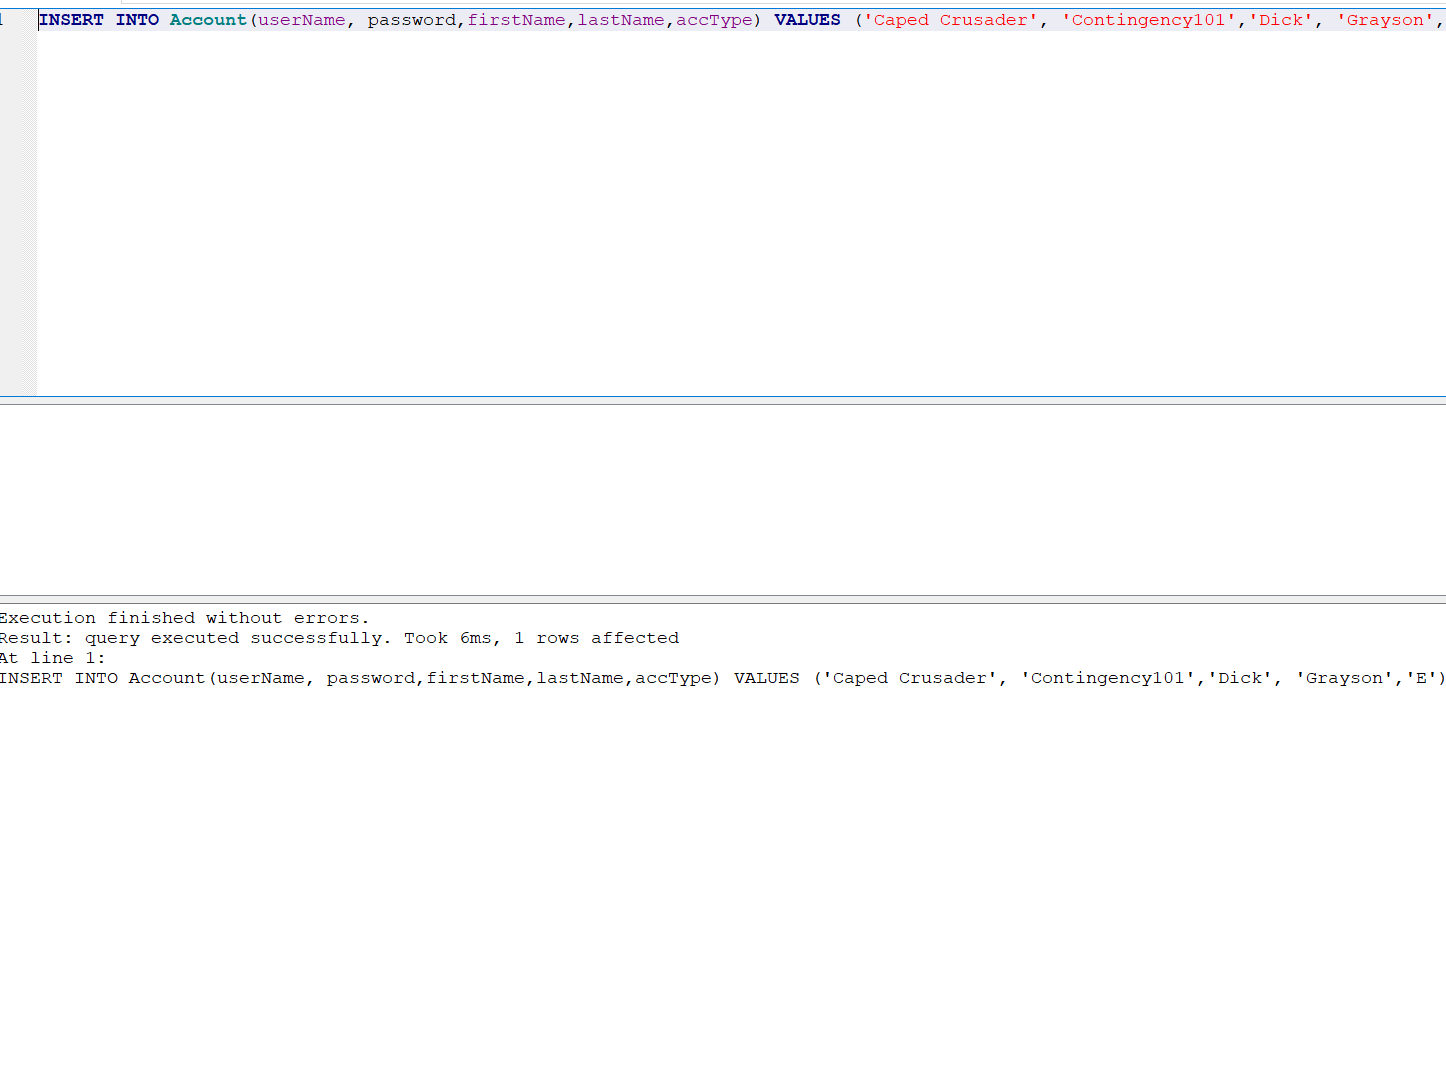 1 INSERT INTO Account(userName, password,firstName,lastName,accType) VALUES ('Caped Crusader', 'Contingency101','Dick', 'Grayson',
Execution finished without errors.
Result: query executed successfully. Took 6ms, 1 rows affected
At line 1:
INSERT INTO Account(userName, password,firstName,lastName,accType) VALUES ('Caped Crusader', 'Contingency101','Dick', 'Grayson','E')